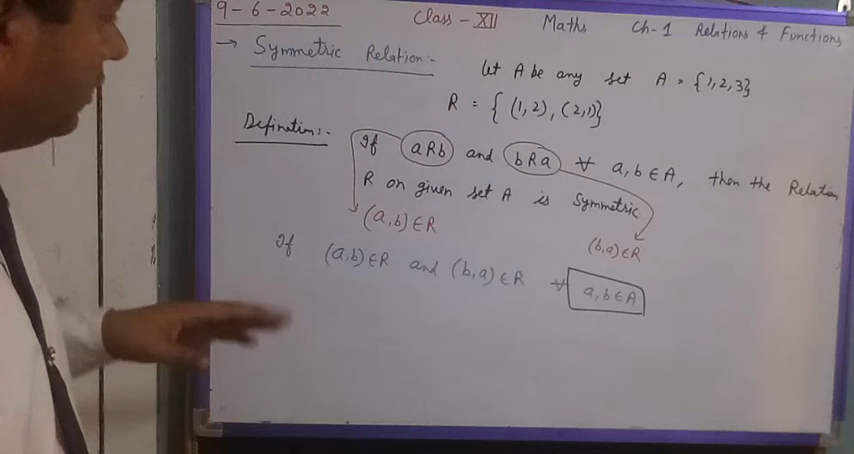 9-6-2022 Class - XII Maths Ch-1 Relations & Functions
→ Symmetric Relation:-
Let A be any set A = {1,2,3}
R = { (1,2), (2,1)}
Definition:-
If aRb and bRa ∀ a,b ∈ A, then the Relation
R on given set A is Symmetric.
(a,b)∈R
(b,a)∈R
If (a,b)∈R and (b,a)∈R ∀ a,b∈A